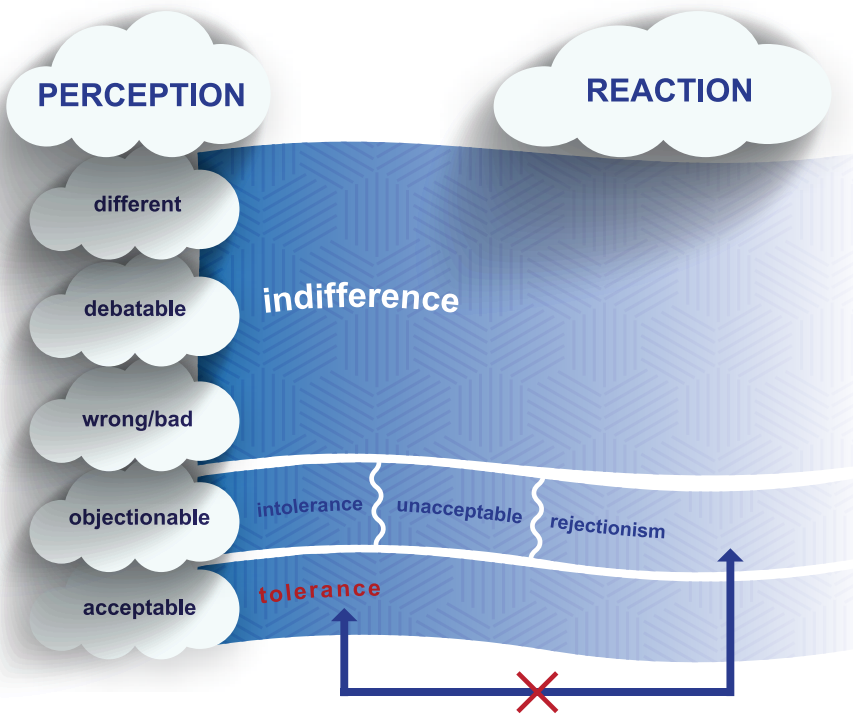 PERCEPTION
REACTION
different
debatable
indifference
wrong/bad
objectionable
intolerance
unacceptable
rejectionism
acceptable
tolerance